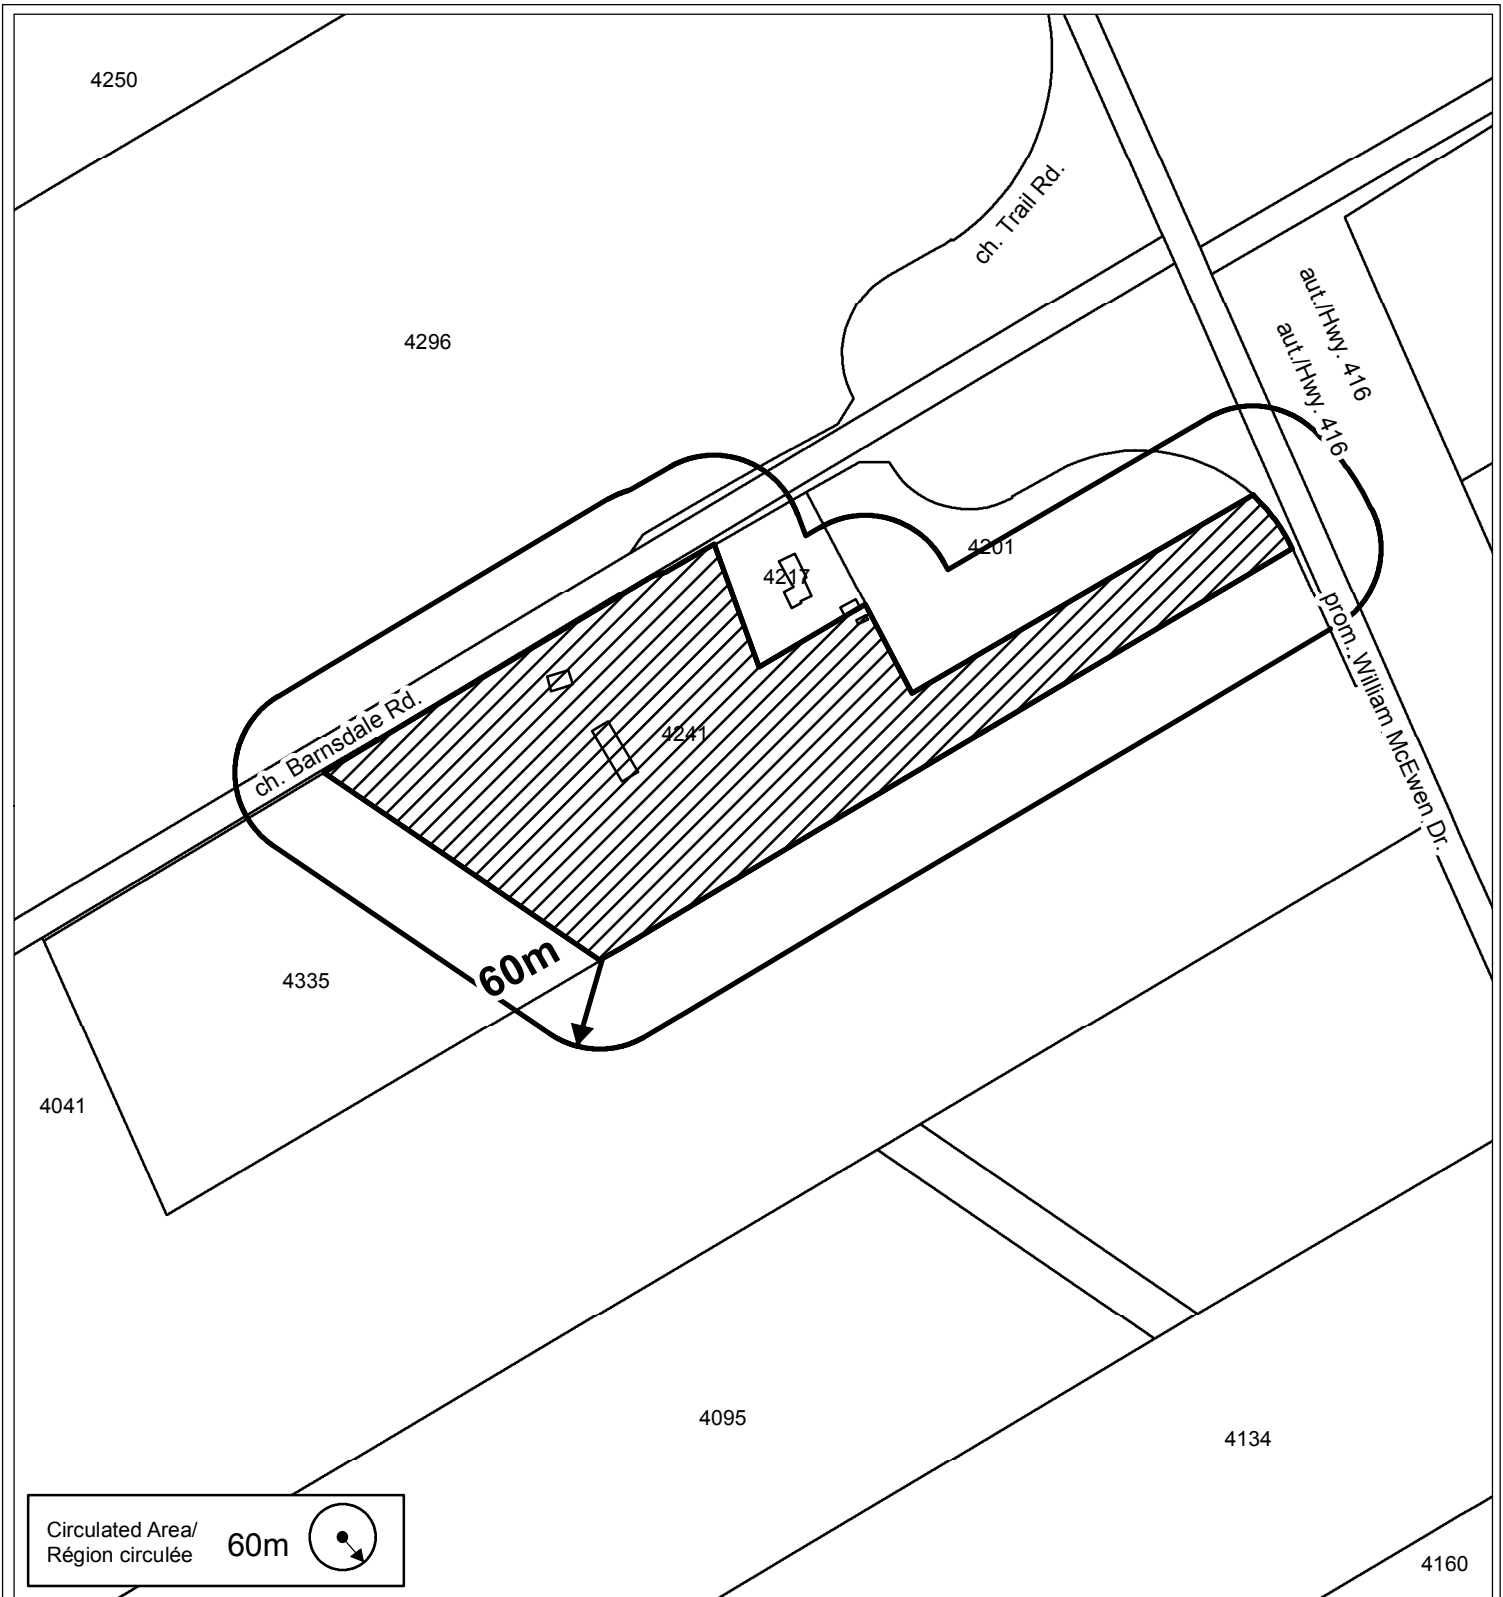 4250
ch. Trail Rd.
aut./Hwy. 416
aut./Hwy. 416
4296
4201
4217
prom. William McEwen Dr.
4241
ch. Barnsdale Rd.
60m
4335
4041
4095
4134
Circulated Area/
Région circulée
60m
4160